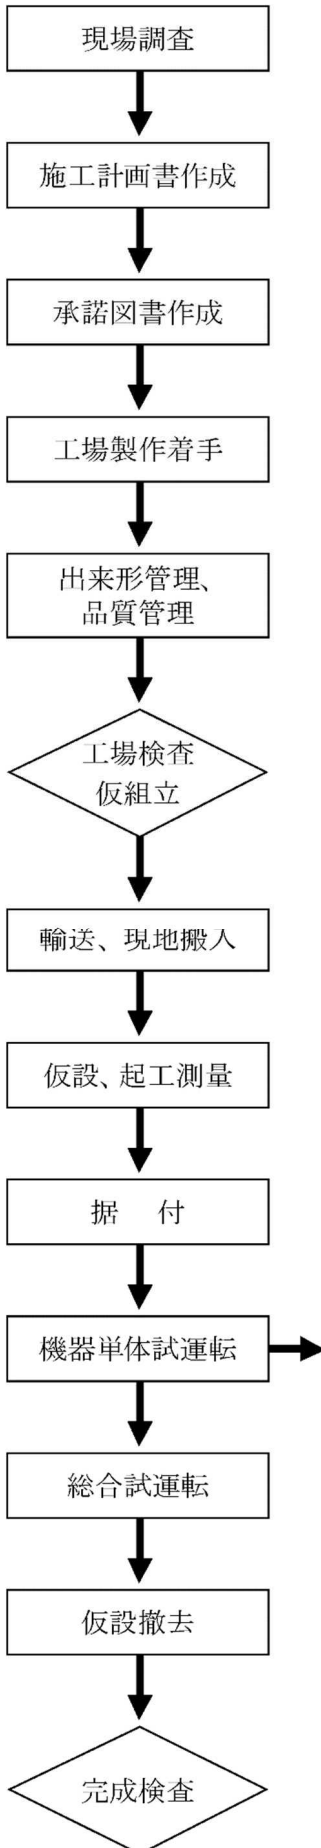 現場調査
施工計画書作成
承諾図書作成
工場製作着手
出来形管理、
品質管理
工場検査
仮組立
輸送、現地搬入
仮設、起工測量
据　付
機器単体試運転
総合試運転
仮設撤去
完成検査